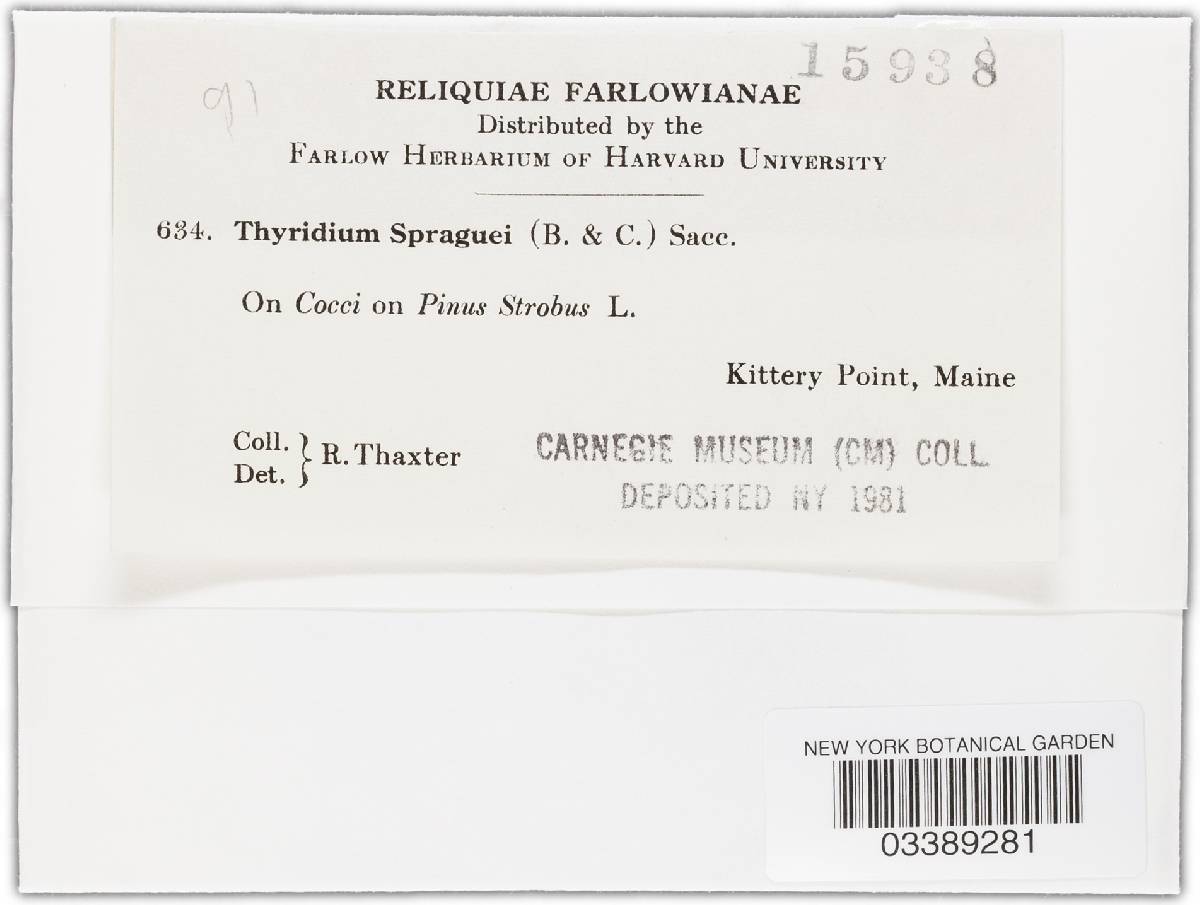 15938
RELIQUIAE FARLOWIANAE
Distributed by the
FARLOW HERBARIUM OF HARVARD UNIVERSITY
634. Thyridium Spraguei (B. & C.) Sacc.
On Cocci on Pinus Strobus L.
Kittery Point, Maine
Coll. } R. Thaxter
Det.
CARNEGIE MUSEUM (CM) COLL.
DEPOSITED NY 1981
NEW YORK BOTANICAL GARDEN
03389281